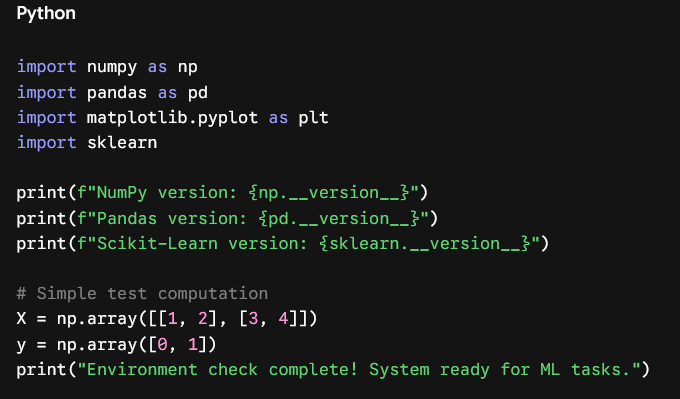 Python
import numpy as np
import pandas as pd
import matplotlib.pyplot as plt
import sklearn
print(f"NumPy version: {np.__version__}")
print(f"Pandas version: {pd.__version__}")
print(f"Scikit-Learn version: {sklearn.__version__}")
# Simple test computation
X = np.array([[1, 2], [3, 4]])
y = np.array([0, 1])
print("Environment check complete! System ready for ML tasks.")